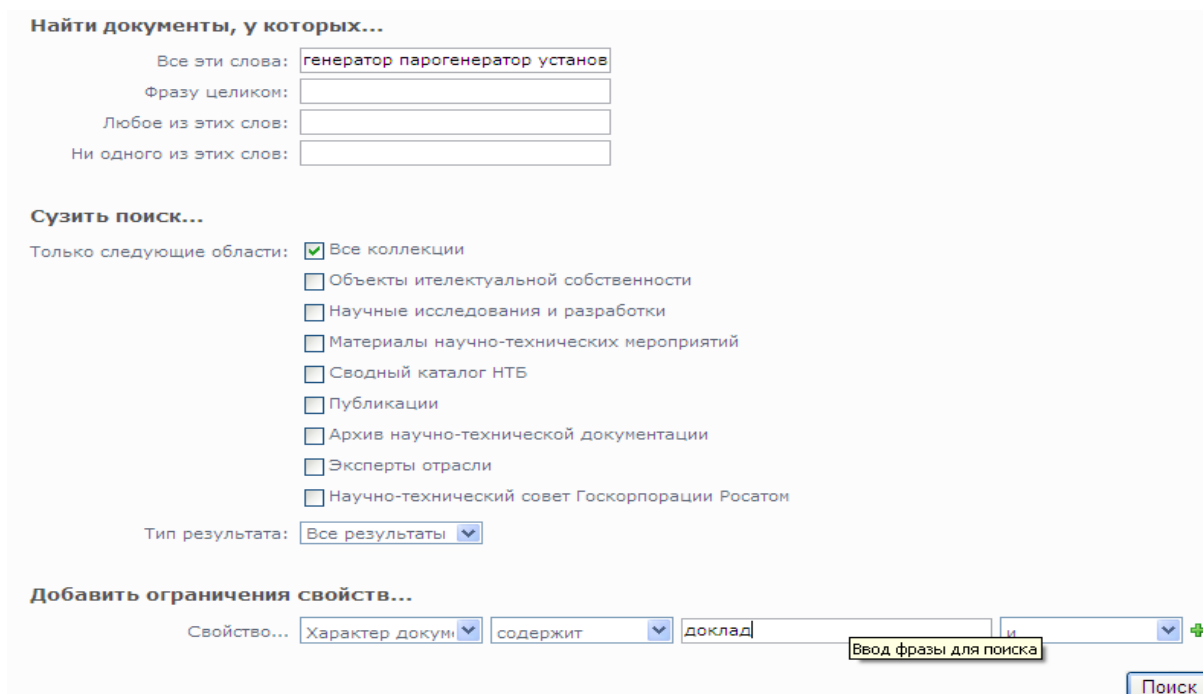 Найти документы, у которых...
Все эти слова: генератор парогенератор установ
Фразу целиком:
Любое из этих слов:
Ни одного из этих слов:
Сузить поиск...
Только следующие области: Все коллекции
Объекты ителектуальной собственности
Научные исследования и разработки
Материалы научно-технических мероприятий
Сводный каталог НТБ
Публикации
Архив научно-технической документации
Эксперты отрасли
Научно-технический совет Госкорпорации Росатом
Тип результата: Все результаты
Добавить ограничения свойств...
Свойство... Характер докум содержит доклад и
Ввод фразы для поиска
Поиск